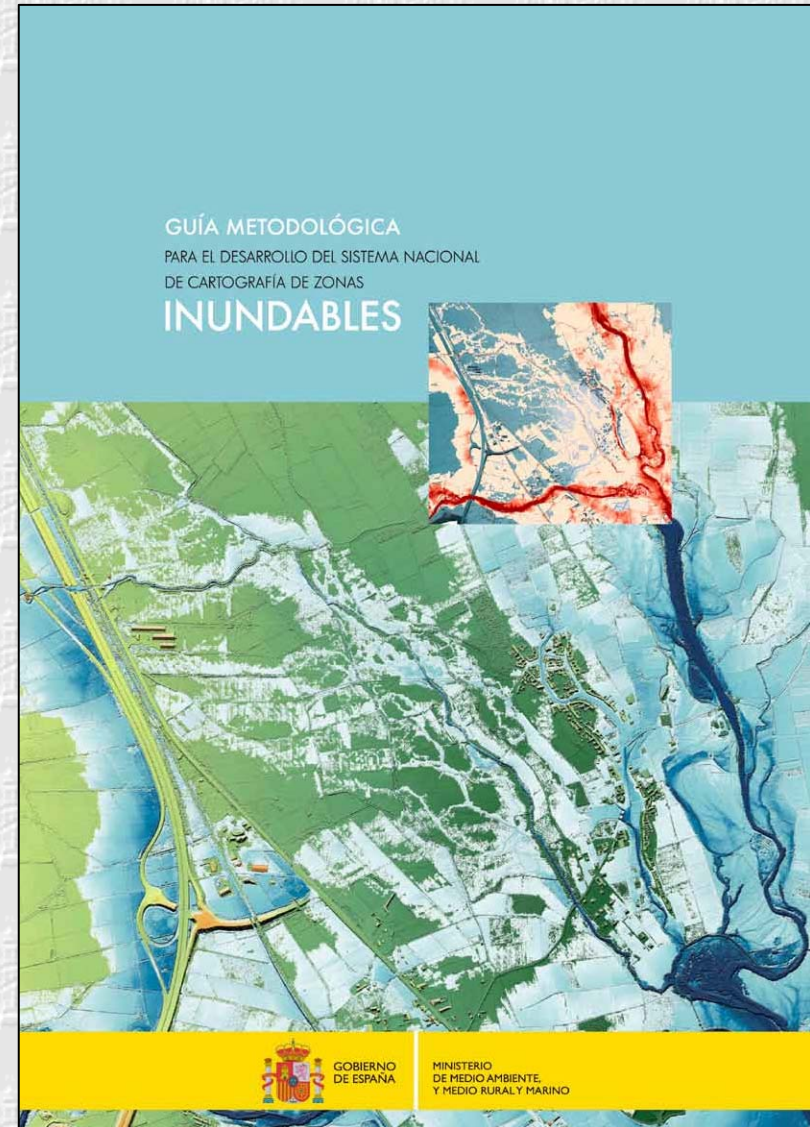 GUÍA METODOLÓGICA
PARA EL DESARROLLO DEL SISTEMA NACIONAL
DE CARTOGRAFÍA DE ZONAS
INUNDABLES
GOBIERNO
DE ESPAÑA
MINISTERIO
DE MEDIO AMBIENTE,
Y MEDIO RURAL Y MARINO